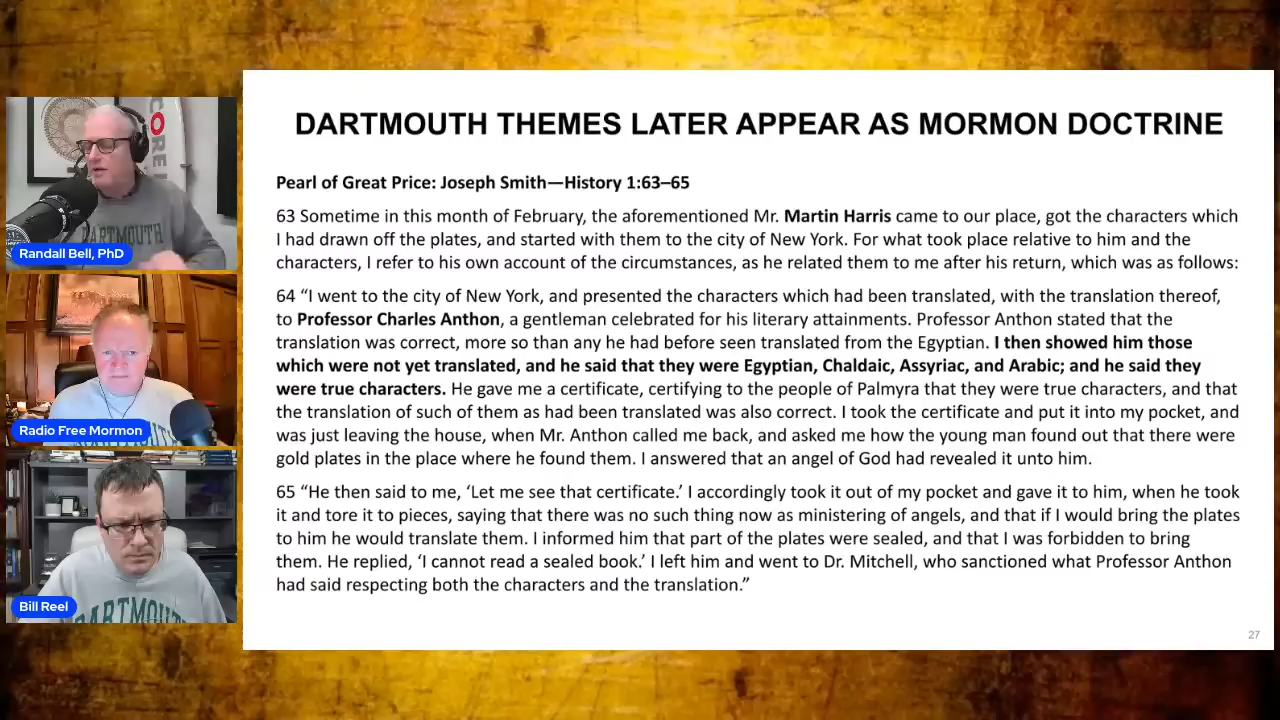 DARTMOUTH THEMES LATER APPEAR AS MORMON DOCTRINE
Pearl of Great Price: Joseph Smith—History 1:63–65
63 Sometime in this month of February, the aforementioned Mr. Martin Harris came to our place, got the characters which
I had drawn off the plates, and started with them to the city of New York. For what took place relative to him and the
characters, I refer to his own account of the circumstances, as he related them to me after his return, which was as follows:
64 “I went to the city of New York, and presented the characters which had been translated, with the translation thereof,
to Professor Charles Anthon, a gentleman celebrated for his literary attainments. Professor Anthon stated that the
translation was correct, more so than any he had before seen translated from the Egyptian. I then showed him those
which were not yet translated, and he said that they were Egyptian, Chaldaic, Assyriac, and Arabic; and he said they
were true characters. He gave me a certificate, certifying to the people of Palmyra that they were true characters, and that
the translation of such of them as had been translated was also correct. I took the certificate and put it into my pocket, and
was just leaving the house, when Mr. Anthon called me back, and asked me how the young man found out that there were
gold plates in the place where he found them. I answered that an angel of God had revealed it unto him.
65 “He then said to me, ‘Let me see that certificate.’ I accordingly took it out of my pocket and gave it to him, when he took
it and tore it to pieces, saying that there was no such thing now as ministering of angels, and that if I would bring the plates
to him he would translate them. I informed him that part of the plates were sealed, and that I was forbidden to bring
them. He replied, ‘I cannot read a sealed book.’ I left him and went to Dr. Mitchell, who sanctioned what Professor Anthon
had said respecting both the characters and the translation.”
27
DARTMOUTH
Randall Bell, PhD
Radio Free Mormon
DARTMOUTH
Bill Reel